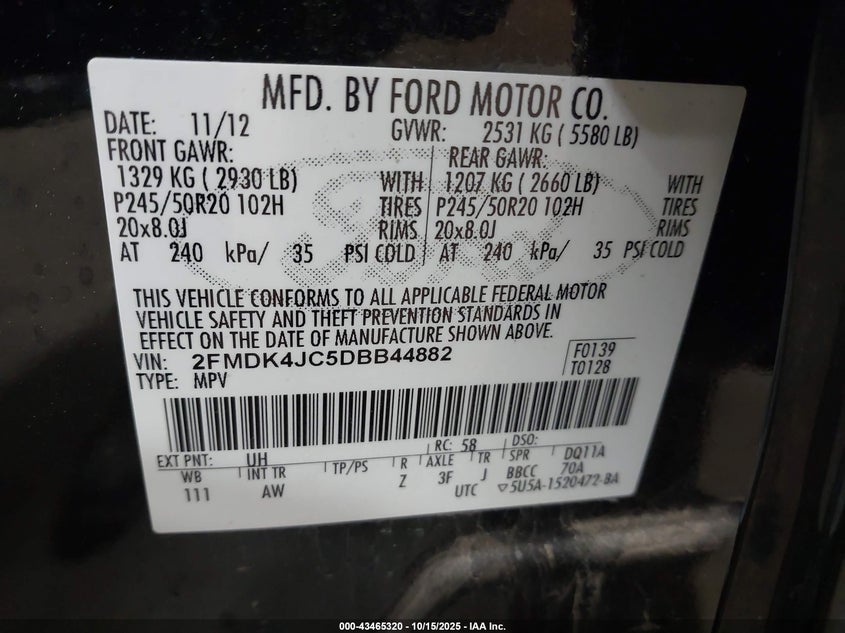 MFD. BY FORD MOTOR CO.
DATE: 11/12 GVWR: 2531 KG ( 5580 LB)
FRONT GAWR: REAR GAWR:
1329 KG ( 2930 LB) WITH 1207 KG ( 2660 LB) WITH
P245/50R20 102H TIRES P245/50R20 102H TIRES
20x8.0J RIMS 20x8.0J RIMS
AT 240 kPa/ 35 PSI COLD AT 240 kPa/ 35 PSI COLD
THIS VEHICLE CONFORMS TO ALL APPLICABLE FEDERAL MOTOR
VEHICLE SAFETY AND THEFT PREVENTION STANDARDS IN
EFFECT ON THE DATE OF MANUFACTURE SHOWN ABOVE.
VIN: 2FMDK4JC5DBB44882 F0139
TYPE: MPV T0128
EXT PNT: UH RC: 58 DSO:
WB INT TR TP/PS R AXLE TR SPR DQ11A
111 AW Z 3F J BBCC 70A
UTC ▽5U5A-1520472-BA
000-43465320 | 10/15/2025 - IAA Inc.